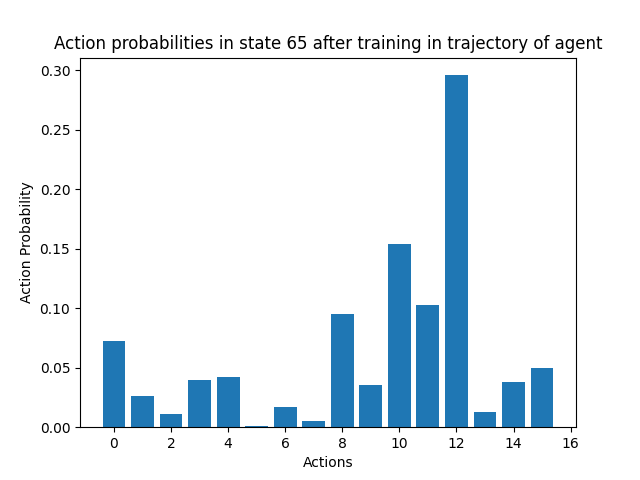 Action probabilities in state 65 after training in trajectory of agent
0.30
0.25
0.20
0.15
0.10
0.05
0.00
Action Probability
0 2 4 6 8 10 12 14 16
Actions